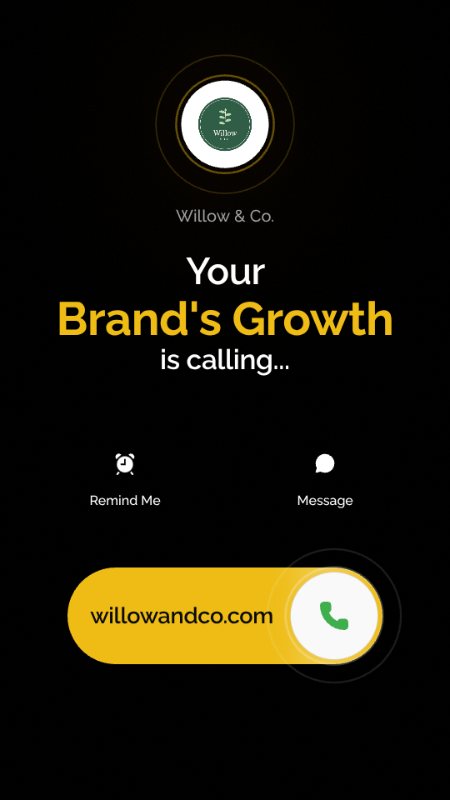 Willow
Willow & Co.
Your
Brand's Growth
is calling...
Remind Me
Message
willowandco.com